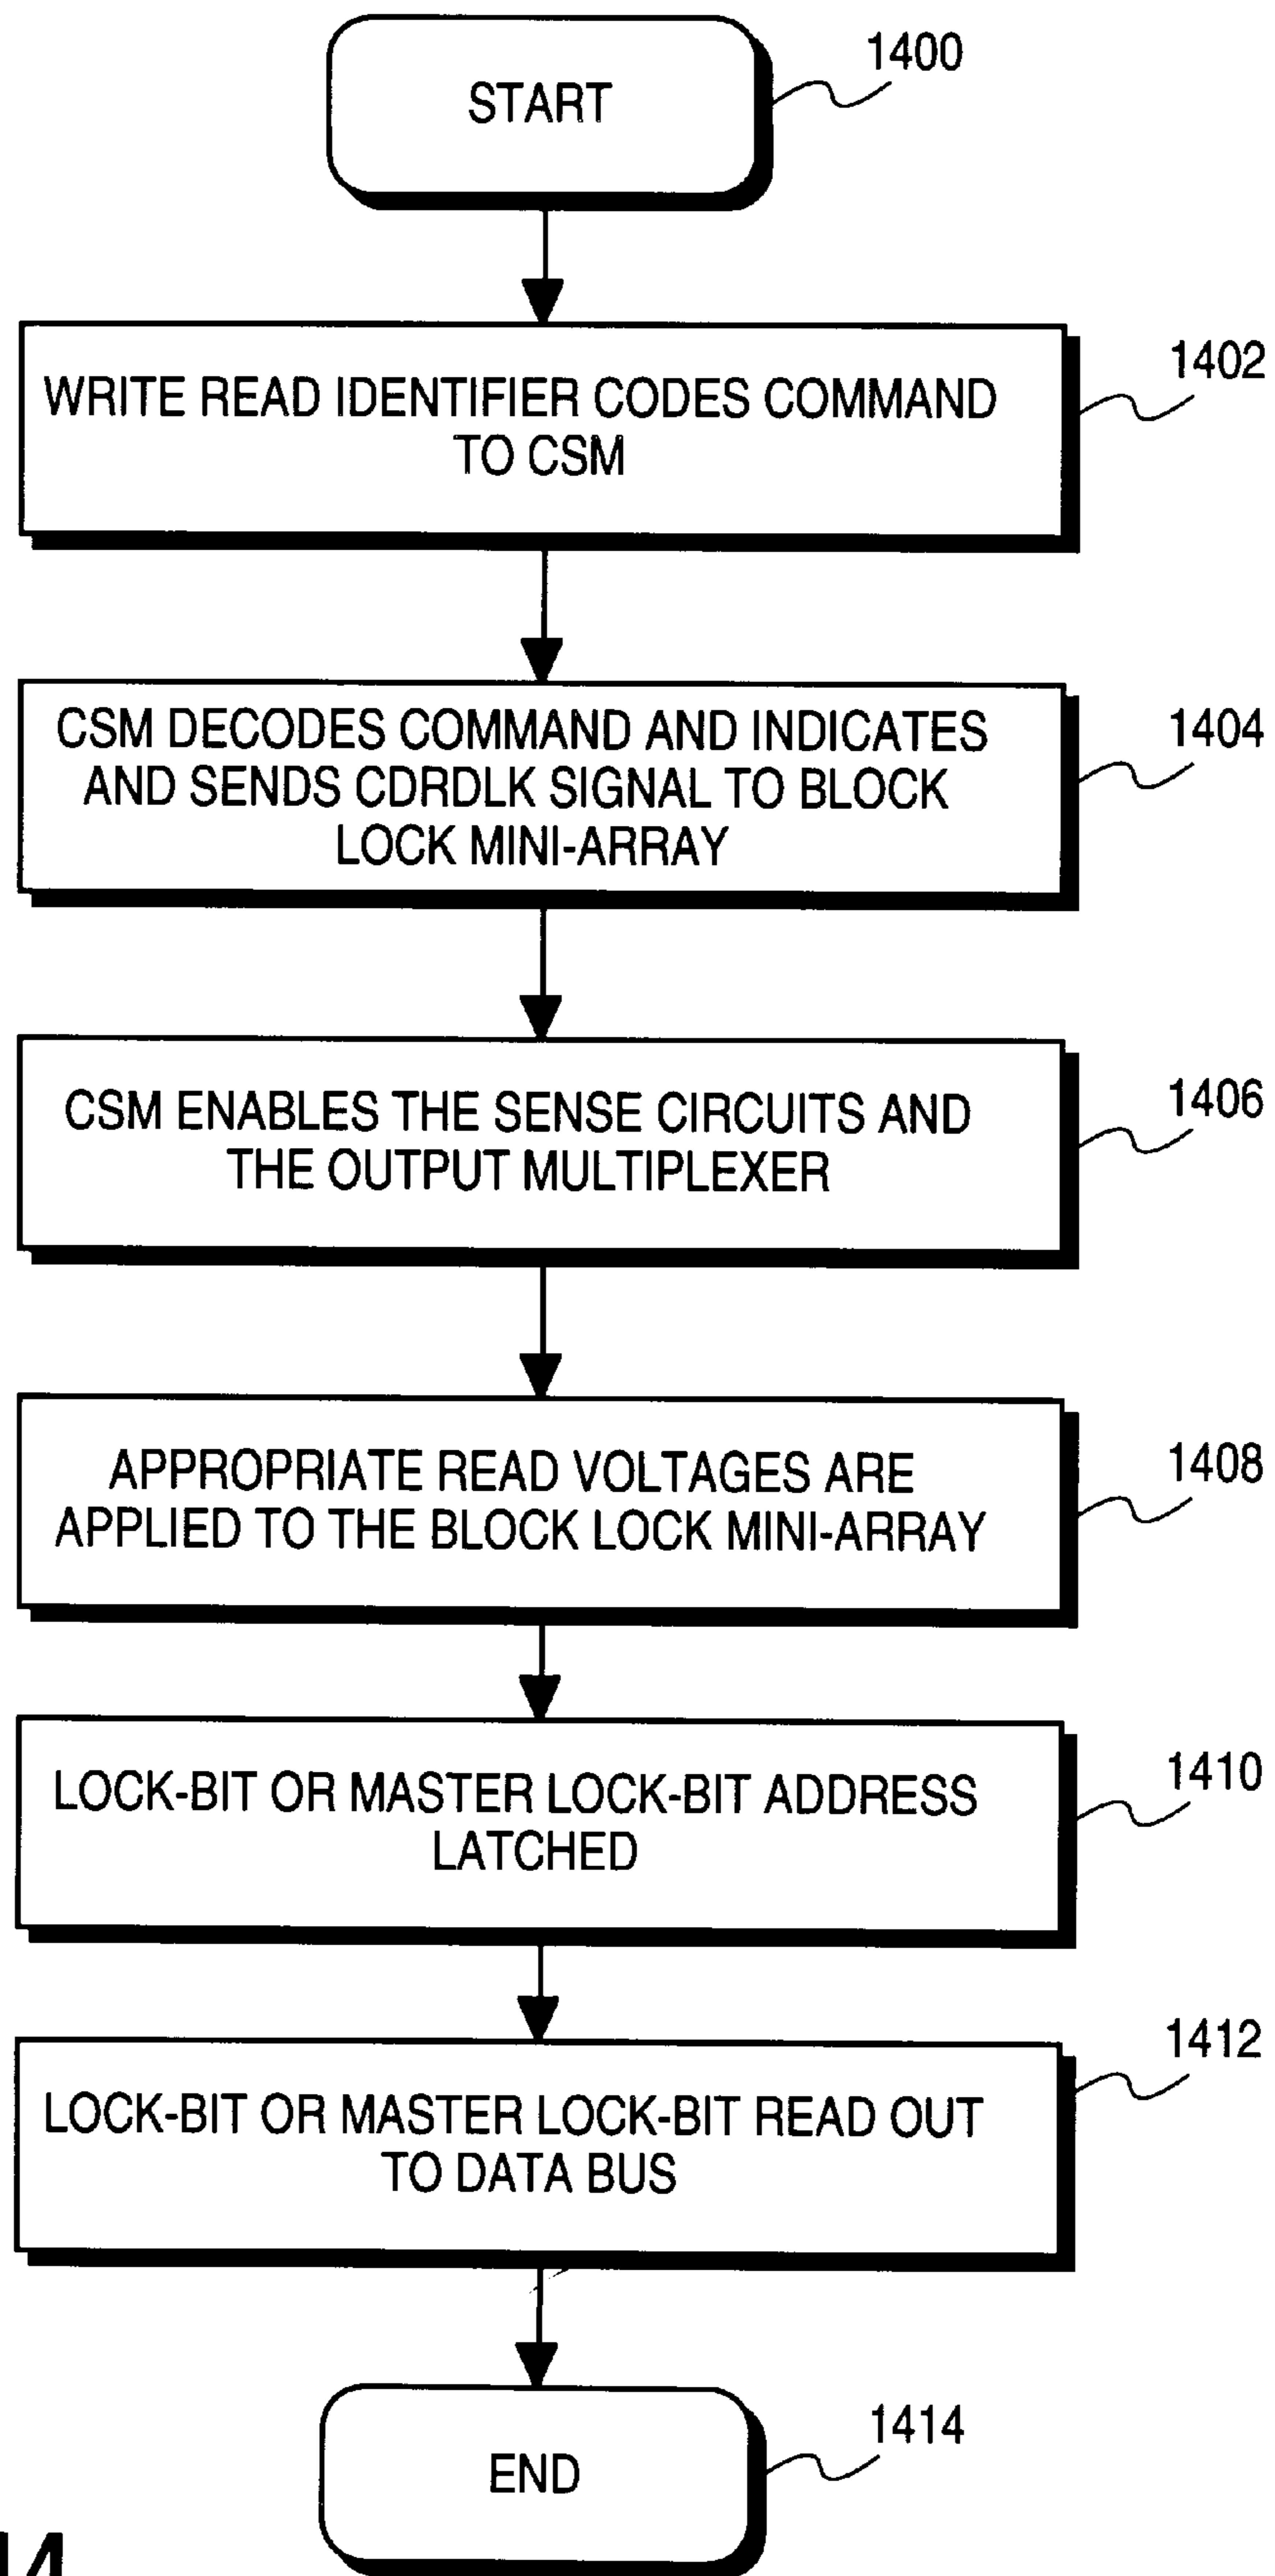 START
1400
WRITE READ IDENTIFIER CODES COMMAND
TO CSM
1402
CSM DECODES COMMAND AND INDICATES
AND SENDS CDRDLK SIGNAL TO BLOCK
LOCK MINI-ARRAY
1404
CSM ENABLES THE SENSE CIRCUITS AND
THE OUTPUT MULTIPLEXER
1406
APPROPRIATE READ VOLTAGES ARE
APPLIED TO THE BLOCK LOCK MINI-ARRAY
1408
LOCK-BIT OR MASTER LOCK-BIT ADDRESS
LATCHED
1410
LOCK-BIT OR MASTER LOCK-BIT READ OUT
TO DATA BUS
1412
END
1414